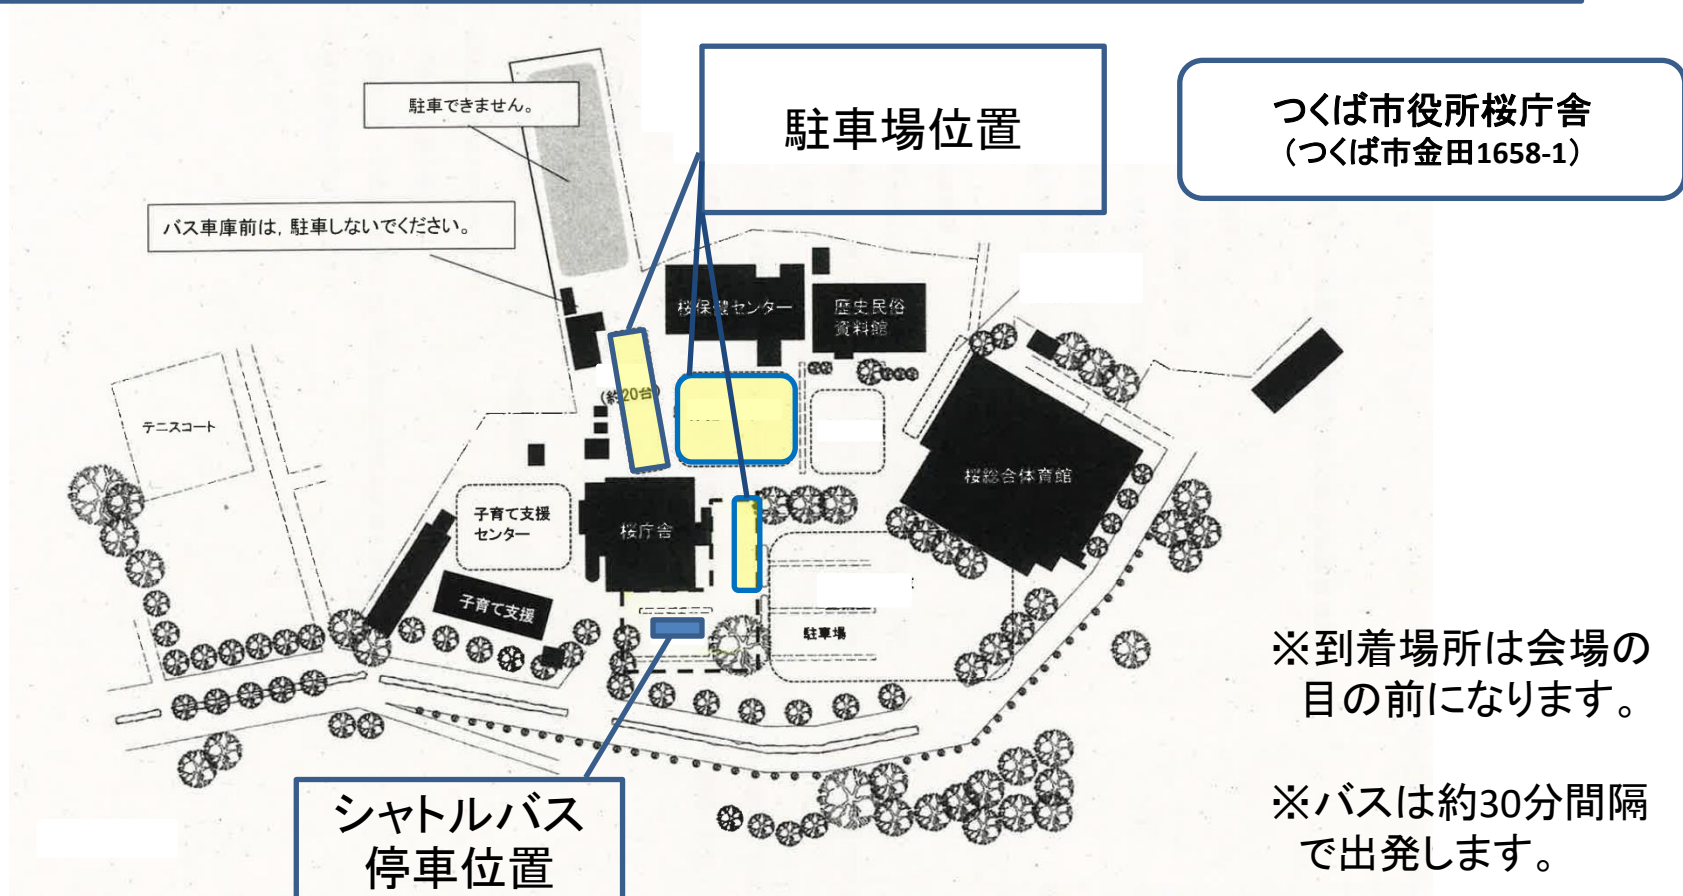 駐車できません。
駐車場位置
つくば市役所桜庁舎
（つくば市金田1658-1）
バス車庫前は，駐車しないでください。
桜保健センター
歴史民俗
資料館
(約20台)
テニスコート
桜総合体育館
子育て支援
センター
桜庁舎
子育て支援
駐車場
※到着場所は会場の
目の前になります。
※バスは約30分間隔
で出発します。
シャトルバス
停車位置